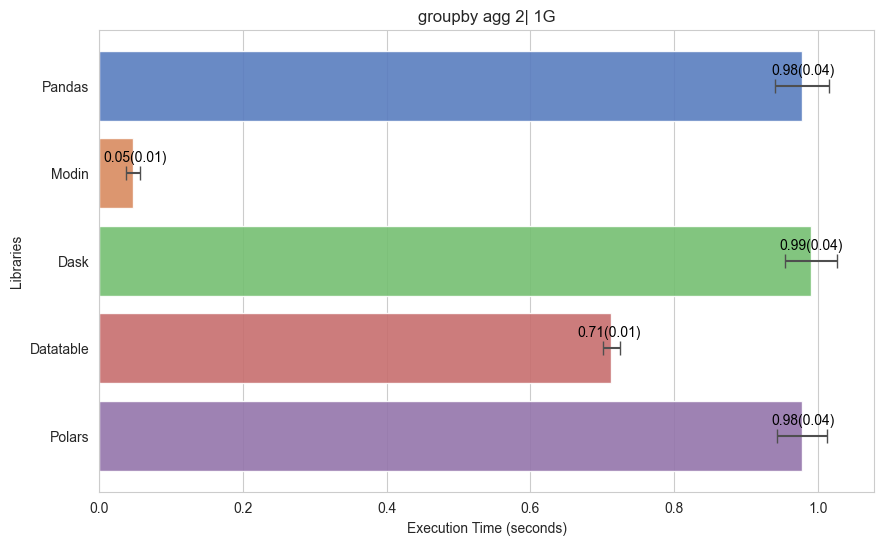 groupby agg 2| 1G
Libraries
Pandas
0.98(0.04)
Modin
0.05(0.01)
Dask
0.99(0.04)
Datatable
0.71(0.01)
Polars
0.98(0.04)
0.0 0.2 0.4 0.6 0.8 1.0
Execution Time (seconds)